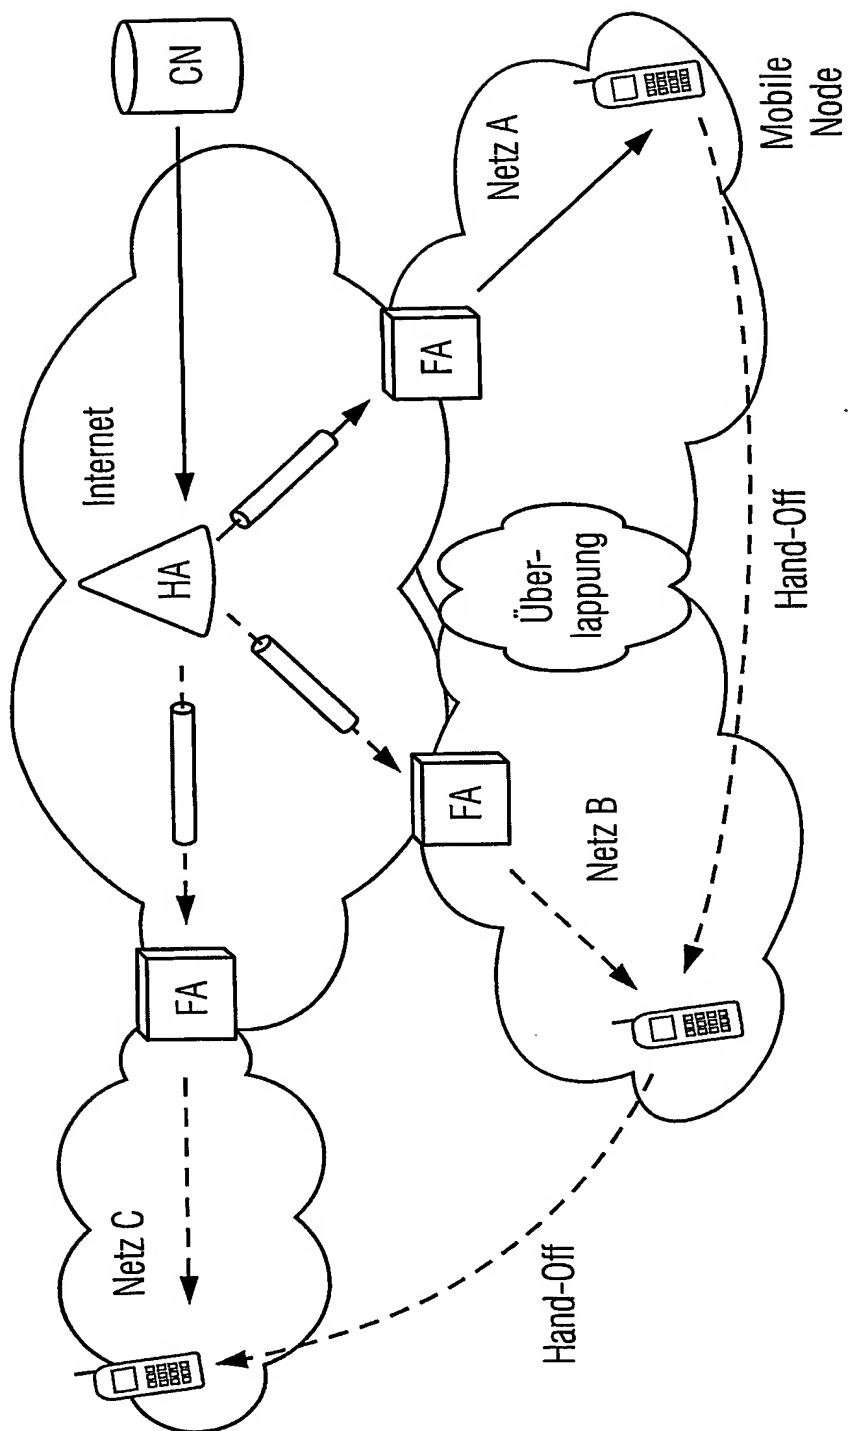 CN
Internet
HA
FA
FA
FA
Netz A
Netz B
Netz C
Über-
lappung
Mobile
Node
Hand-Off
Hand-Off